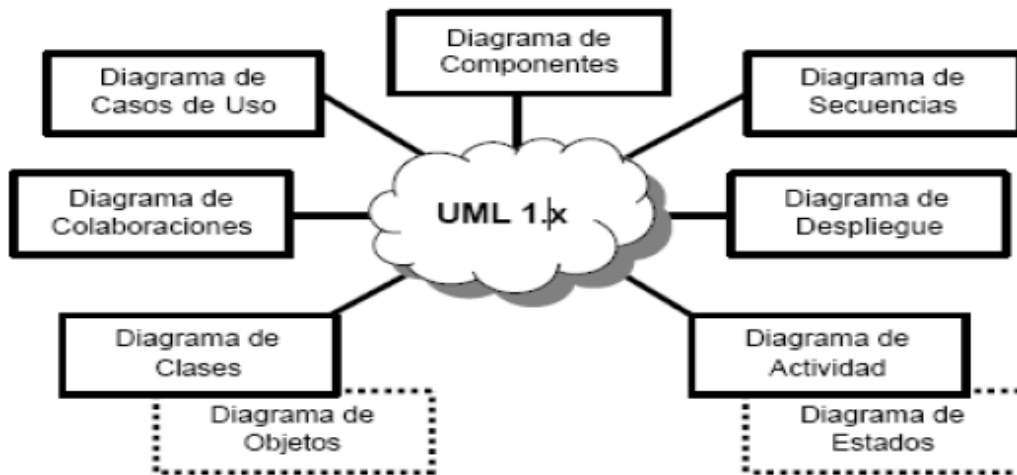 Diagrama de
Componentes
Diagrama de
Casos de Uso
Diagrama de
Secuencias
Diagrama de
Colaboraciones
UML 1.x
Diagrama de
Despliegue
Diagrama de
Clases
Diagrama de
Actividad
Diagrama de
Objetos
Diagrama de
Estados